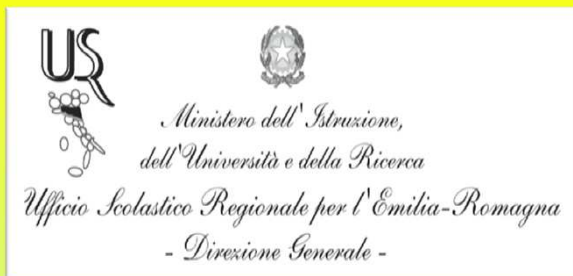 USR
Ministero dell'Istruzione,
dell'Università e della Ricerca
Ufficio Scolastico Regionale per l'Emilia-Romagna
- Direzione Generale -